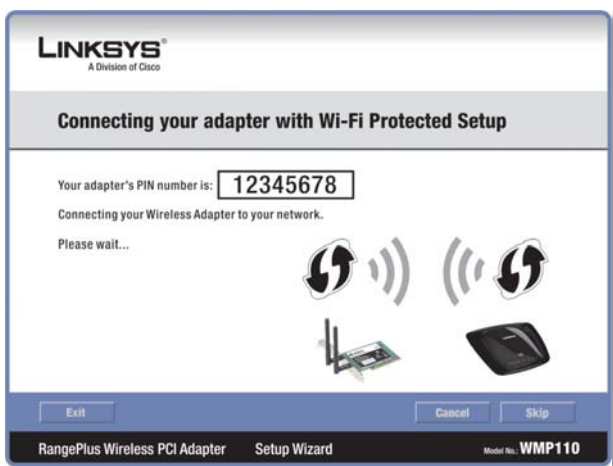 LINKSYS®
A Division of Cisco
Connecting your adapter with Wi-Fi Protected Setup
Your adapter's PIN number is: 12345678
Connecting your Wireless Adapter to your network.
Please wait...
Exit
Cancel
Skip
RangePlus Wireless PCI Adapter Setup Wizard Model No.: WMP110